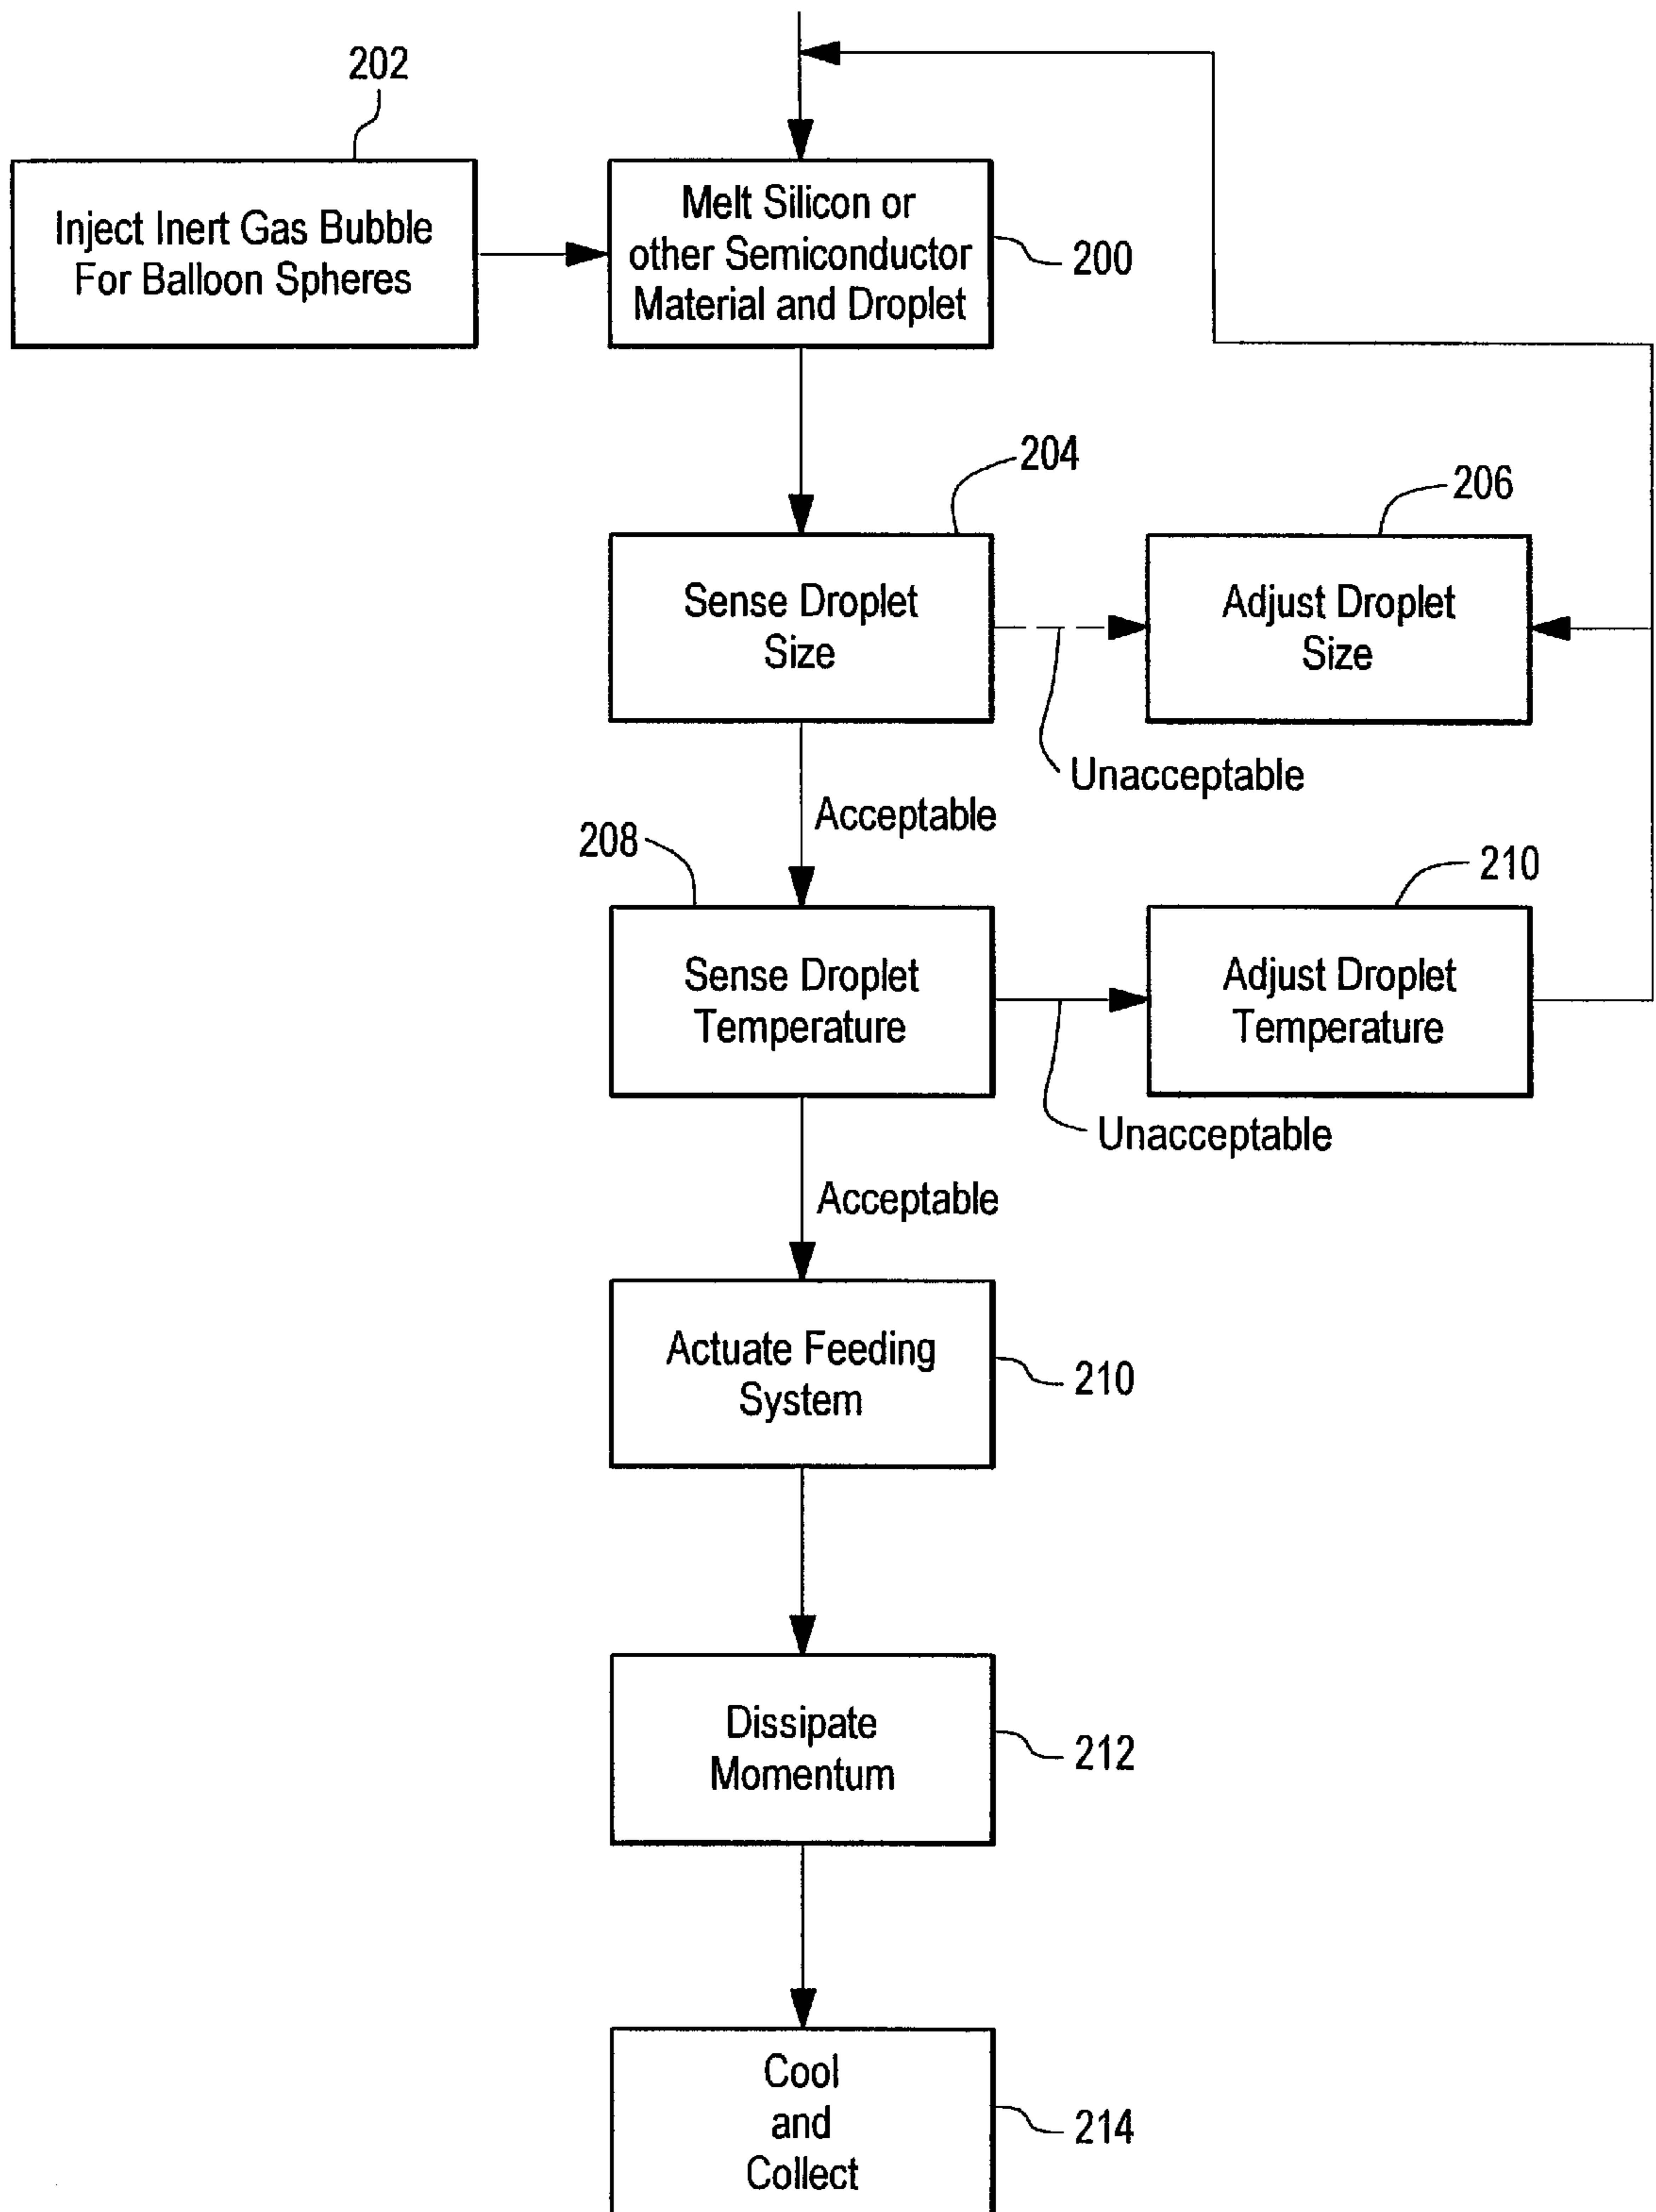 202
Inject Inert Gas Bubble
For Balloon Spheres
Melt Silicon or
other Semiconductor
Material and Droplet
200
204
206
Sense Droplet
Size
Adjust Droplet
Size
Unacceptable
Acceptable
208
210
Sense Droplet
Temperature
Adjust Droplet
Temperature
Unacceptable
Acceptable
Actuate Feeding
System
210
Dissipate
Momentum
212
Cool
and
Collect
214